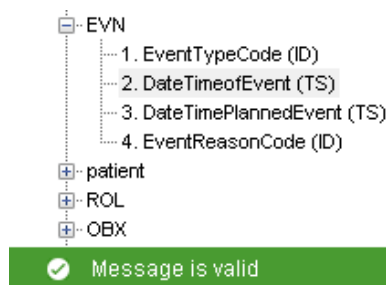 EVN
1. EventTypeCode (ID)
2. DateTimeofEvent (TS)
3. DateTimePlannedEvent (TS)
4. EventReasonCode (ID)
patient
ROL
OBX
Message is valid